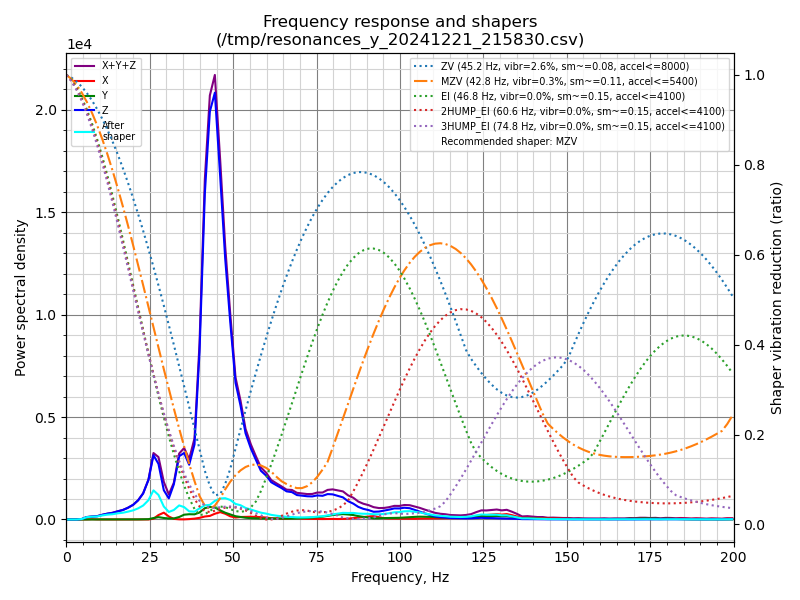 Frequency response and shapers
(/tmp/resonances_y_20241221_215830.csv)
1e4
X+Y+Z
X
Y
Z
After
shaper
ZV (45.2 Hz, vibr=2.6%, sm~=0.08, accel<=8000)
MZV (42.8 Hz, vibr=0.3%, sm~=0.11, accel<=5400)
EI (46.8 Hz, vibr=0.0%, sm~=0.15, accel<=4100)
2HUMP_EI (60.6 Hz, vibr=0.0%, sm~=0.15, accel<=4100)
3HUMP_EI (74.8 Hz, vibr=0.0%, sm~=0.15, accel<=4100)
Recommended shaper: MZV
Power spectral density
2.0
1.5
1.0
0.5
0.0
1.0
0.8
0.6
0.4
0.2
0.0
Shaper vibration reduction (ratio)
0 25 50 75 100 125 150 175 200
Frequency, Hz